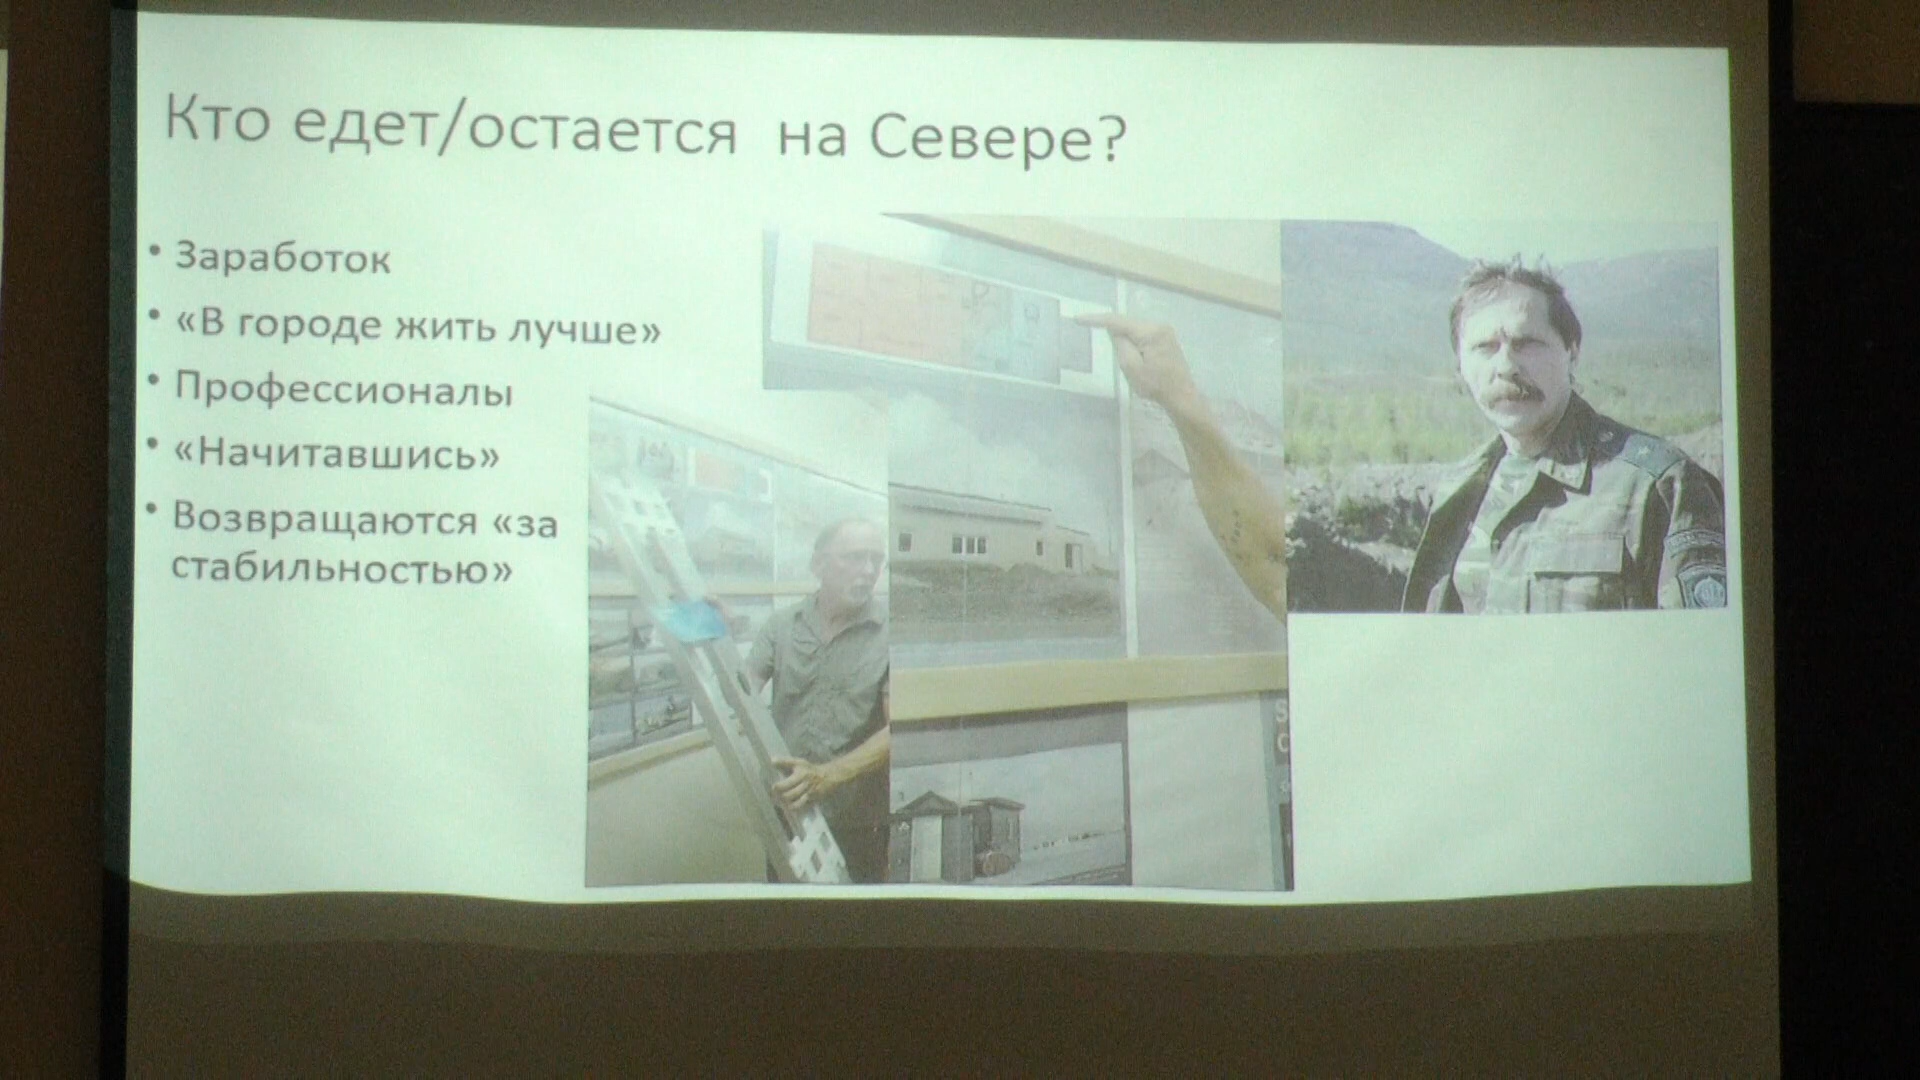 Кто едет/остается на Севере?
• Заработок
• «В городе жить лучше»
• Профессионалы
• «Начитавшись»
• Возвращаются «за
стабильностью»